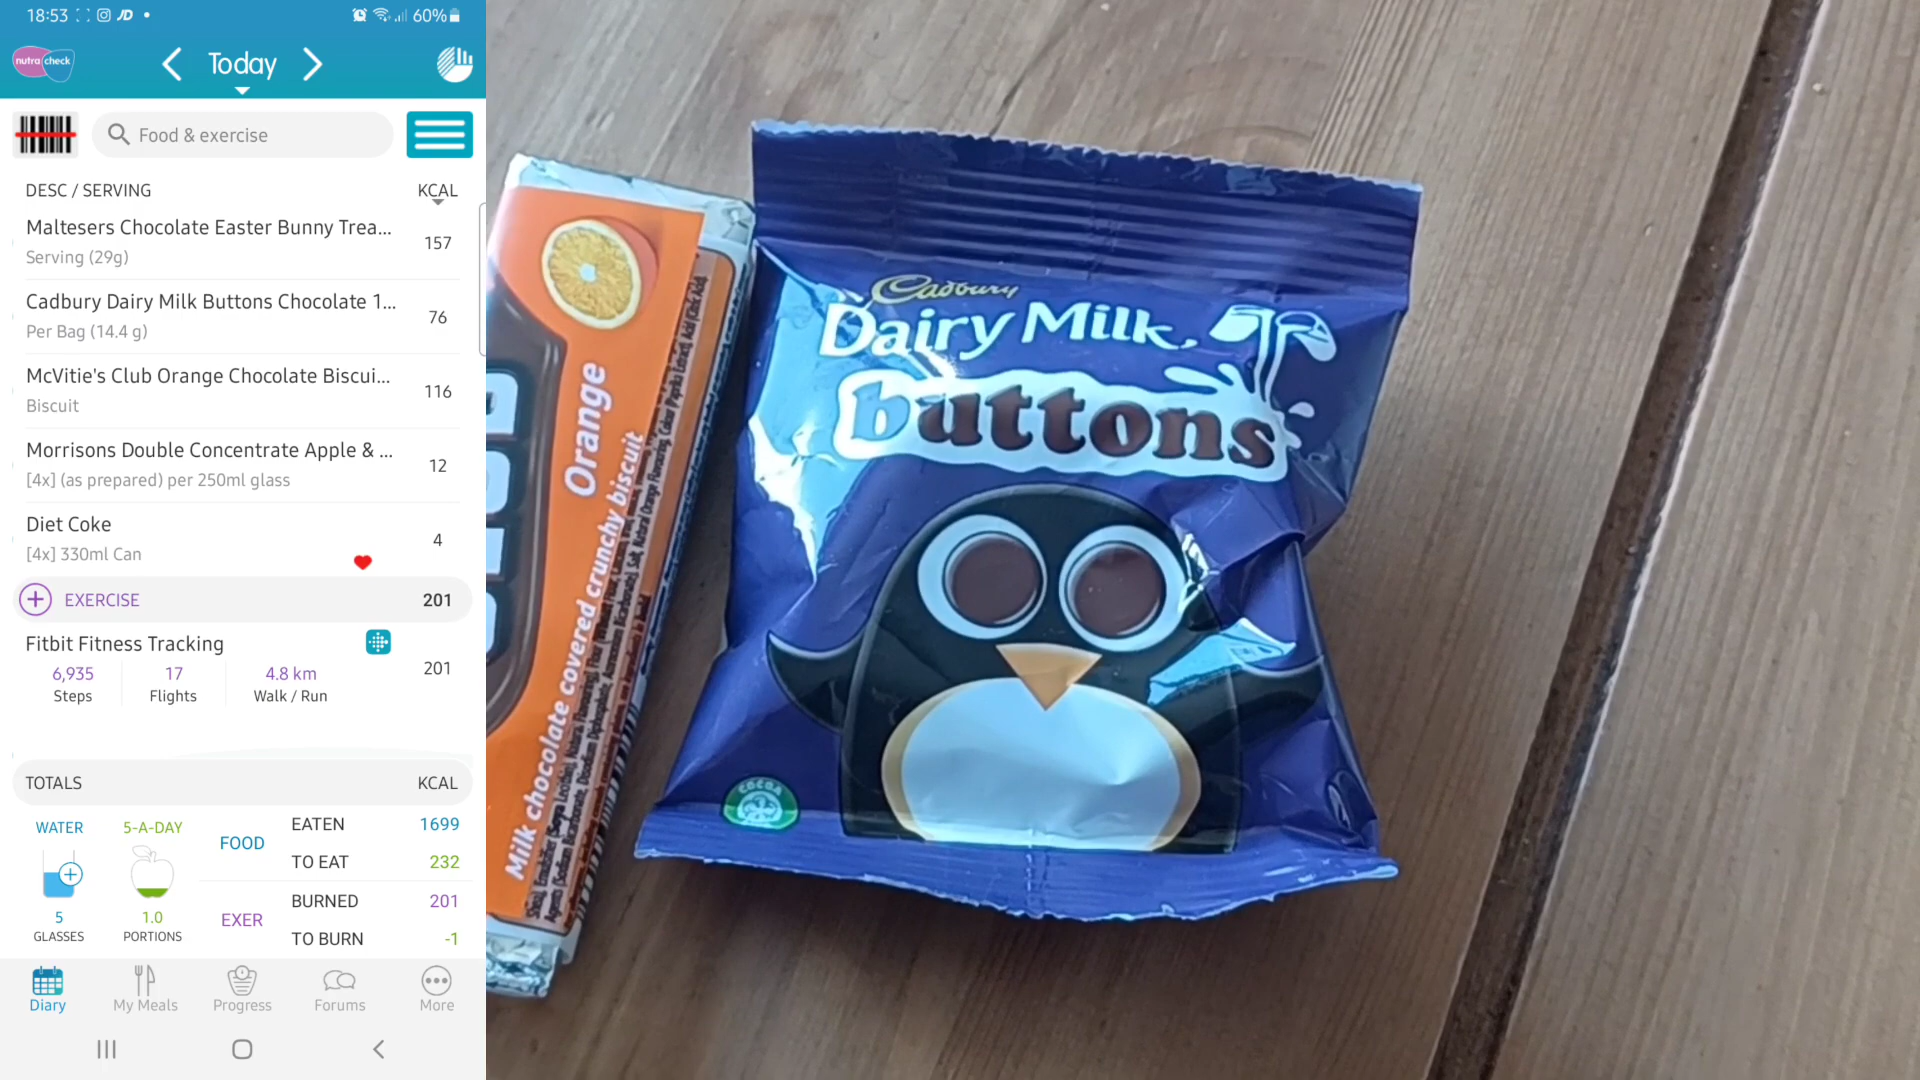 18:53
JD
60%
nutra check
Today
Food & exercise
DESC / SERVING
KCAL
Maltesers Chocolate Easter Bunny Trea...
157
Serving (29g)
Cadbury Dairy Milk Buttons Chocolate 1...
76
Per Bag (14.4 g)
McVitie's Club Orange Chocolate Biscui...
116
Biscuit
Morrisons Double Concentrate Apple & ...
12
[4x] (as prepared) per 250ml glass
Diet Coke
4
[4x] 330ml Can
EXERCISE
201
Fitbit Fitness Tracking
201
6,935
17
4.8 km
Steps
Flights
Walk / Run
TOTALS
KCAL
WATER
5-A-DAY
FOOD
EATEN
1699
TO EAT
232
5
GLASSES
1.0
PORTIONS
EXER
BURNED
201
TO BURN
-1
Diary
My Meals
Progress
Forums
More
Orange
Milk chocolate covered crunchy biscuit
Cadbury
Dairy Milk
buttons
COCOA